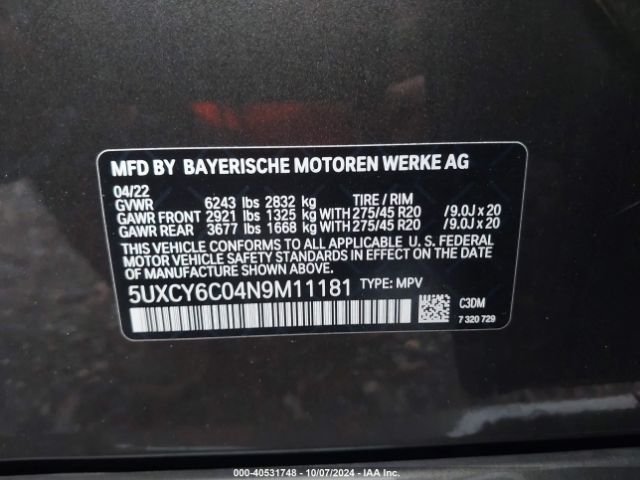 MFD BY BAYERISCHE MOTOREN WERKE AG
04/22
GVWR 6243 lbs 2832 kg TIRE / RIM
GAWR FRONT 2921 lbs 1325 kg WITH 275/45 R20 /9.0J x 20
GAWR REAR 3677 lbs 1668 kg WITH 275/45 R20 /9.0J x 20
THIS VEHICLE CONFORMS TO ALL APPLICABLE U. S. FEDERAL
MOTOR VEHICLE SAFETY STANDARDS IN EFFECT ON THE DATE OF
MANUFACTURE SHOWN ABOVE.
5UXCY6C04N9M11181 TYPE: MPV
C3DM
7 320 729
000-40531748 - 10/07/2024 - IAA Inc.